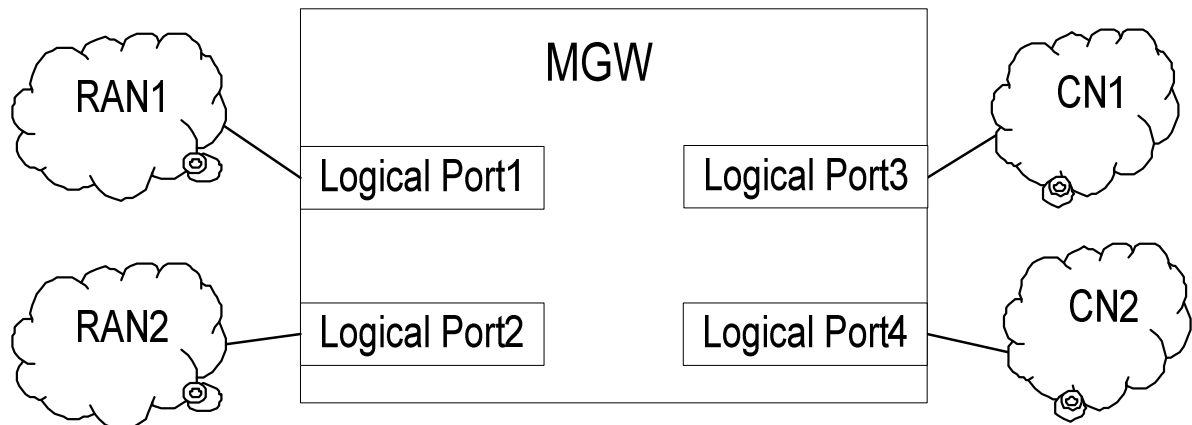 MGW
RAN1
CN1
Logical Port1
Logical Port3
RAN2
CN2
Logical Port2
Logical Port4